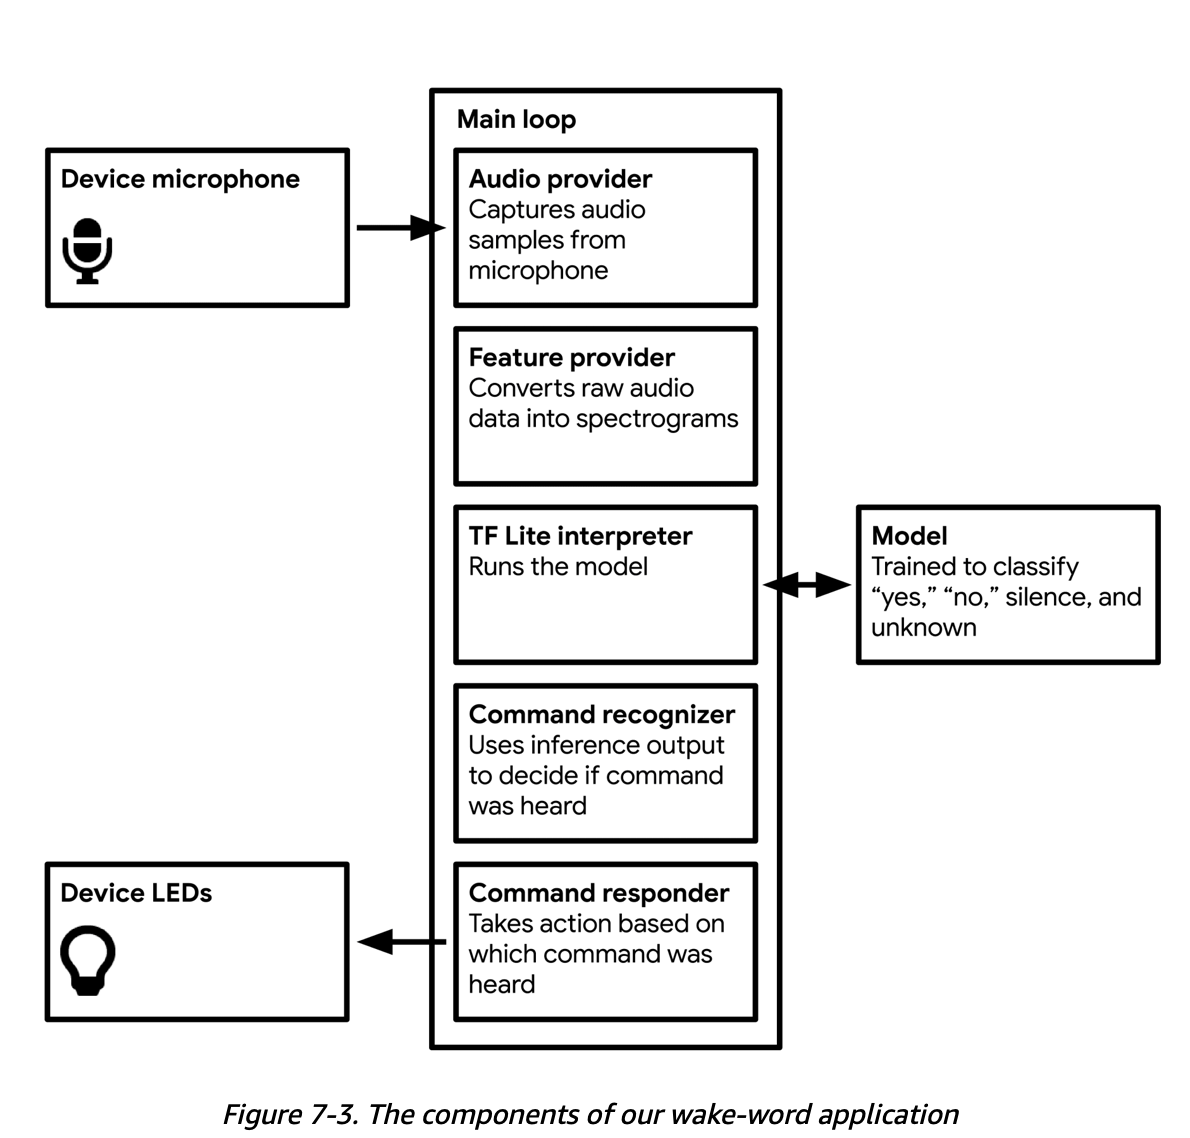 Main loop
Device microphone
Audio provider
Captures audio
samples from
microphone
Feature provider
Converts raw audio
data into spectrograms
TF Lite interpreter
Runs the model
Model
Trained to classify
“yes,” “no,” silence, and
unknown
Command recognizer
Uses inference output
to decide if command
was heard
Device LEDs
Command responder
Takes action based on
which command was
heard
Figure 7-3. The components of our wake-word application